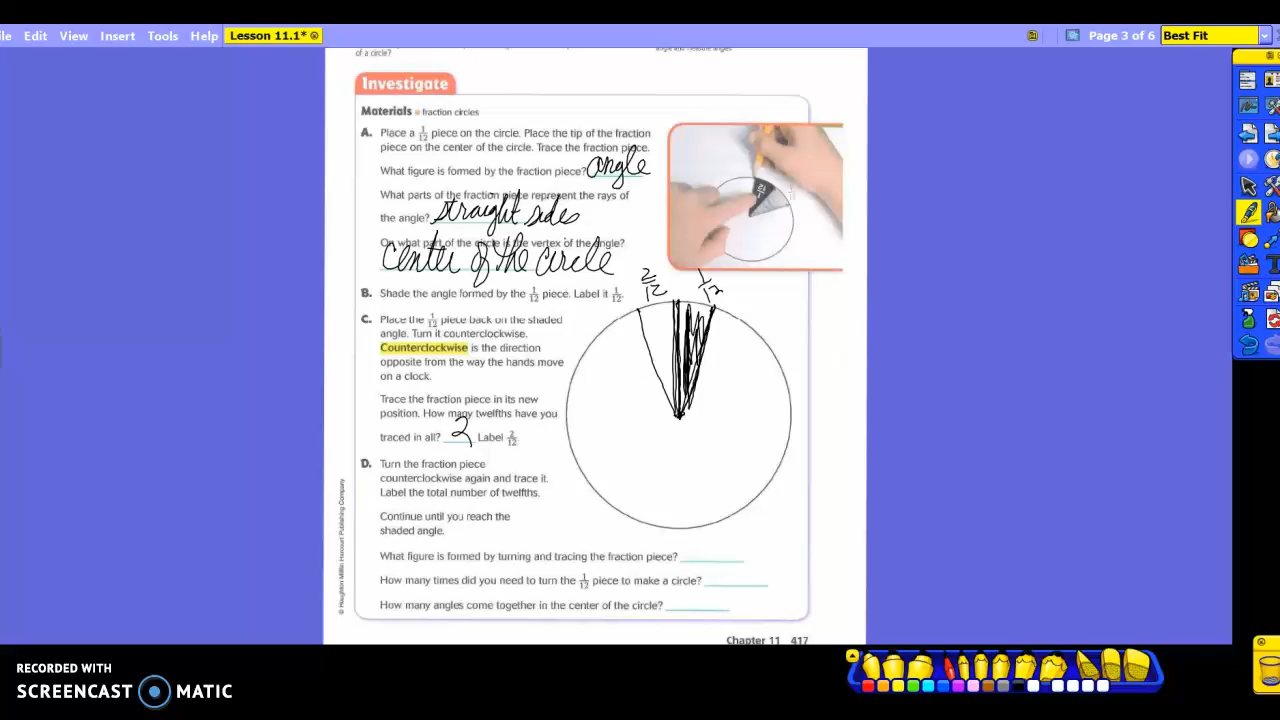 Edit View Insert Tools Help Lesson 11.1* Page 3 of 6 Best Fit
of a circle?
angle and measure angles
Investigate
Materials fraction circles
A. Place a 1/12 piece on the circle. Place the tip of the fraction
piece on the center of the circle. Trace the fraction piece.
What figure is formed by the fraction piece? angle
What parts of the fraction piece represent the rays of
the angle? straight sides
On what part of the circle is the vertex of the angle?
center of the circle
B. Shade the angle formed by the 1/12 piece. Label it 1/12.
2/12 1/12
C. Place the 1/12 piece back on the shaded
angle. Turn it counterclockwise.
Counterclockwise is the direction
opposite from the way the hands move
on a clock.
Trace the fraction piece in its new
position. How many twelfths have you
traced in all? 2 Label 2/12.
D. Turn the fraction piece
counterclockwise again and trace it.
Label the total number of twelfths.
Continue until you reach the
shaded angle.
What figure is formed by turning and tracing the fraction piece?
How many times did you need to turn the 1/12 piece to make a circle?
How many angles come together in the center of the circle?
© Houghton Mifflin Harcourt Publishing Company
Chapter 11 417
RECORDED WITH
SCREENCAST MATIC